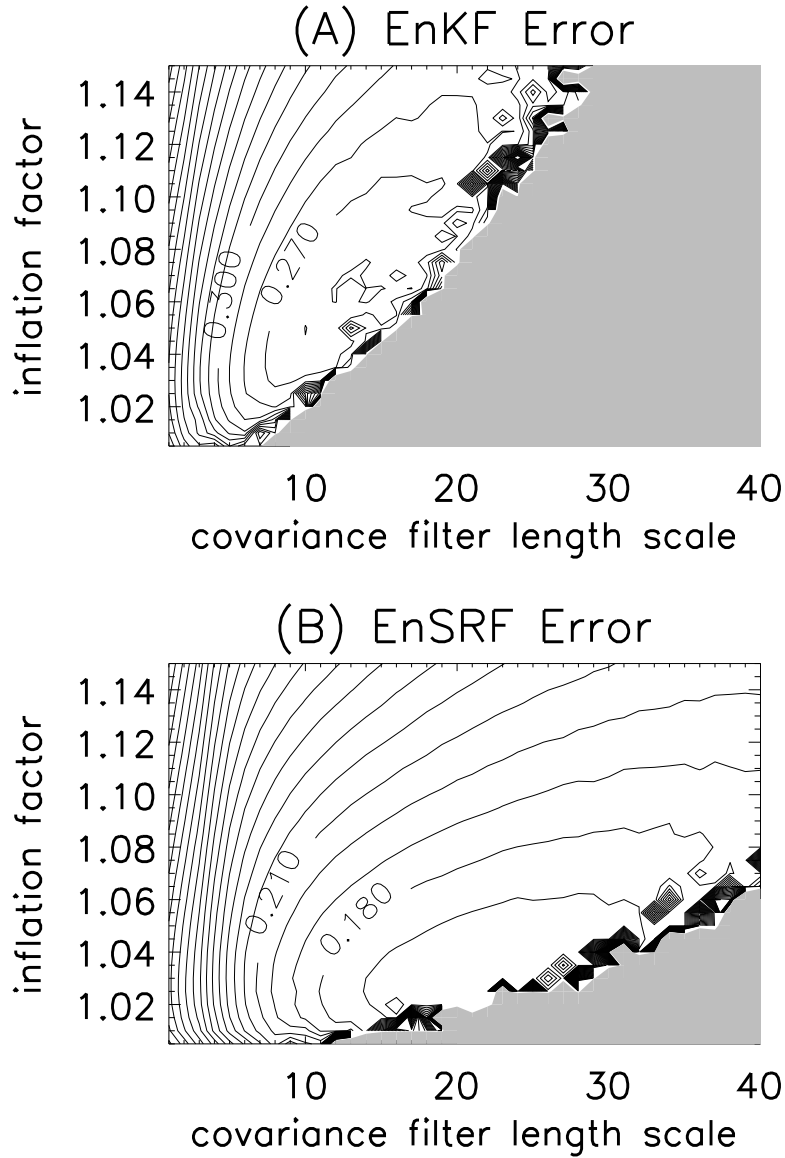 (A) EnKF Error
1.14
1.12
1.10
1.08
1.06
1.04
1.02
inflation factor
0.300
0.270
10 20 30 40
covariance filter length scale
(B) EnSRF Error
1.14
1.12
1.10
1.08
1.06
1.04
1.02
inflation factor
0.210
0.180
10 20 30 40
covariance filter length scale